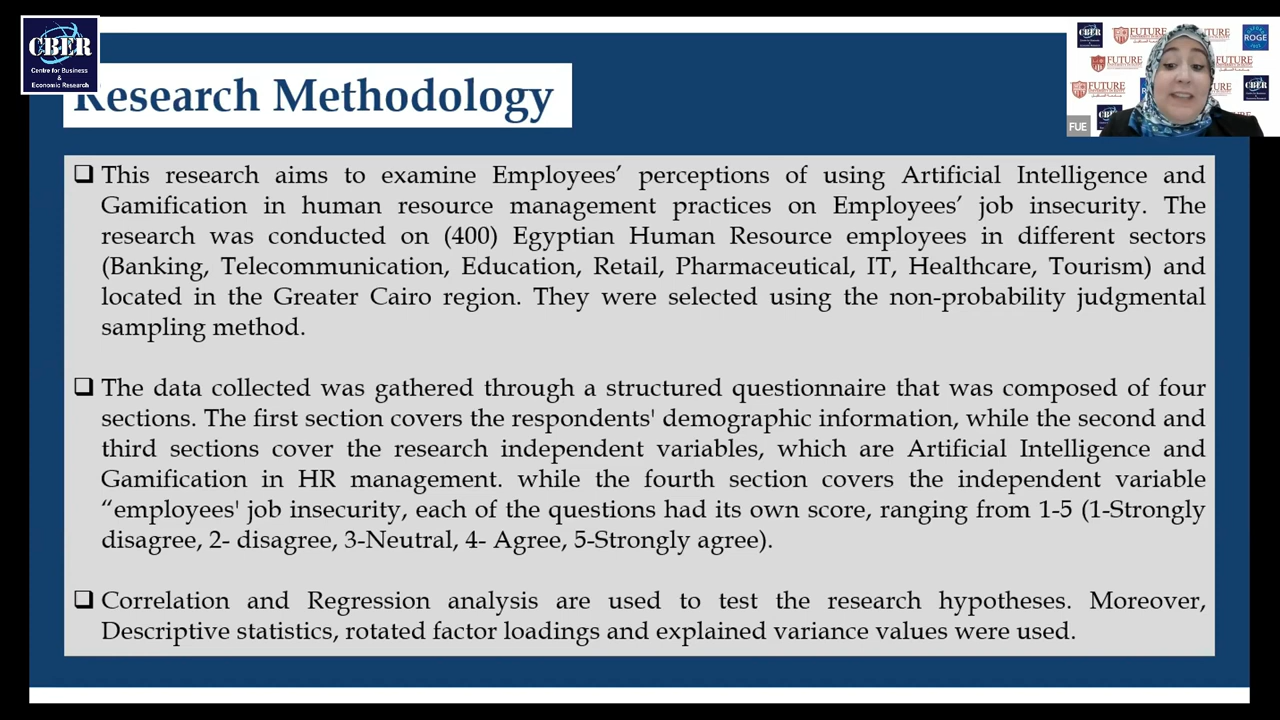 CBER
Centre for Business
&
Economic Research
Research Methodology
❑ This research aims to examine Employees’ perceptions of using Artificial Intelligence and
Gamification in human resource management practices on Employees’ job insecurity. The
research was conducted on (400) Egyptian Human Resource employees in different sectors
(Banking, Telecommunication, Education, Retail, Pharmaceutical, IT, Healthcare, Tourism) and
located in the Greater Cairo region. They were selected using the non-probability judgmental
sampling method.
❑ The data collected was gathered through a structured questionnaire that was composed of four
sections. The first section covers the respondents' demographic information, while the second and
third sections cover the research independent variables, which are Artificial Intelligence and
Gamification in HR management. while the fourth section covers the independent variable
“employees' job insecurity, each of the questions had its own score, ranging from 1-5 (1-Strongly
disagree, 2- disagree, 3-Neutral, 4- Agree, 5-Strongly agree).
❑ Correlation and Regression analysis are used to test the research hypotheses. Moreover,
Descriptive statistics, rotated factor loadings and explained variance values were used.
CBER FUTURE UTURE ROGE
FUTURE
FUTURE CBER
FUE